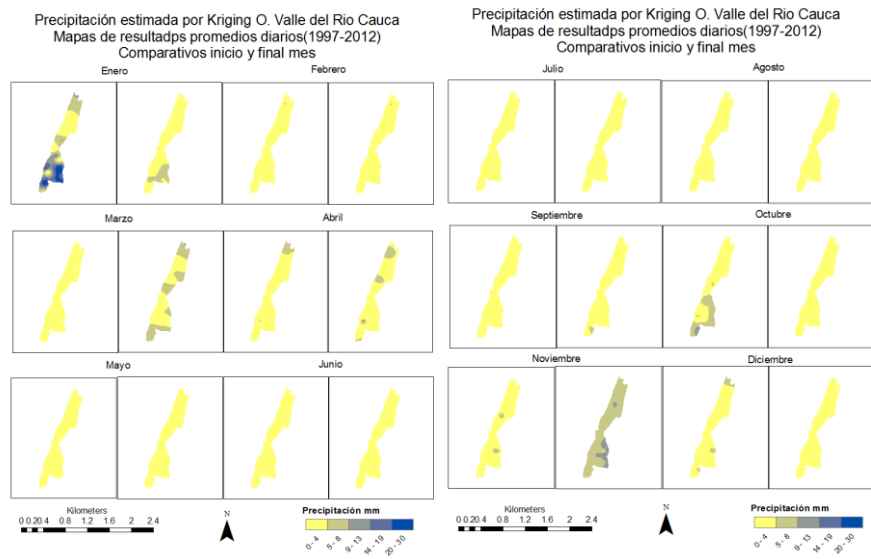 Precipitación estimada por Kriging O. Valle del Rio Cauca
Mapas de resultadps promedios diarios(1997-2012)
Comparativos inicio y final mes
Enero
Febrero
Marzo
Abril
Mayo
Junio
Kilometers
0 0.20.4 0.8 1.2 1.6 2 2.4
N
Precipitación mm
0 - 4
5 - 8
9 - 13
14 - 19
20 - 30
Precipitación estimada por Kriging O. Valle del Rio Cauca
Mapas de resultadps promedios diarios(1997-2012)
Comparativos inicio y final mes
Julio
Agosto
Septiembre
Octubre
Noviembre
Diciembre
Kilometers
0 0.20.4 0.8 1.2 1.6 2 2.4
N
Precipitación mm
0 - 4
5 - 8
9 - 13
14 - 19
20 - 30